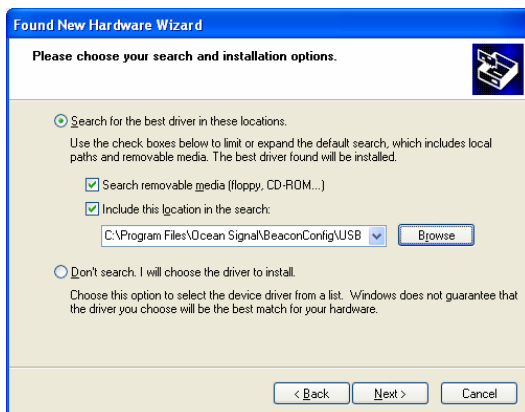 Found New Hardware Wizard
Please choose your search and installation options.
Search for the best driver in these locations.
Use the check boxes below to limit or expand the default search, which includes local
paths and removable media. The best driver found will be installed.
Search removable media (floppy, CD-ROM...)
Include this location in the search:
C:\Program Files\Ocean Signal\BeaconConfig\USB
Browse
Don't search. I will choose the driver to install.
Choose this option to select the device driver from a list. Windows does not guarantee that
the driver you choose will be the best match for your hardware.
< Back Next > Cancel